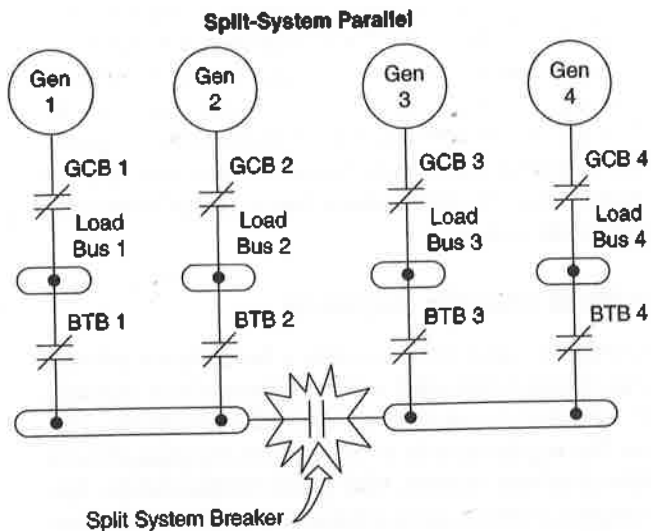 Split-System Parallel
Gen
1
Gen
2
Gen
3
Gen
4
GCB 1
GCB 2
GCB 3
GCB 4
Load
Bus 1
Load
Bus 2
Load
Bus 3
Load
Bus 4
BTB 1
BTB 2
BTB 3
BTB 4
Split System Breaker